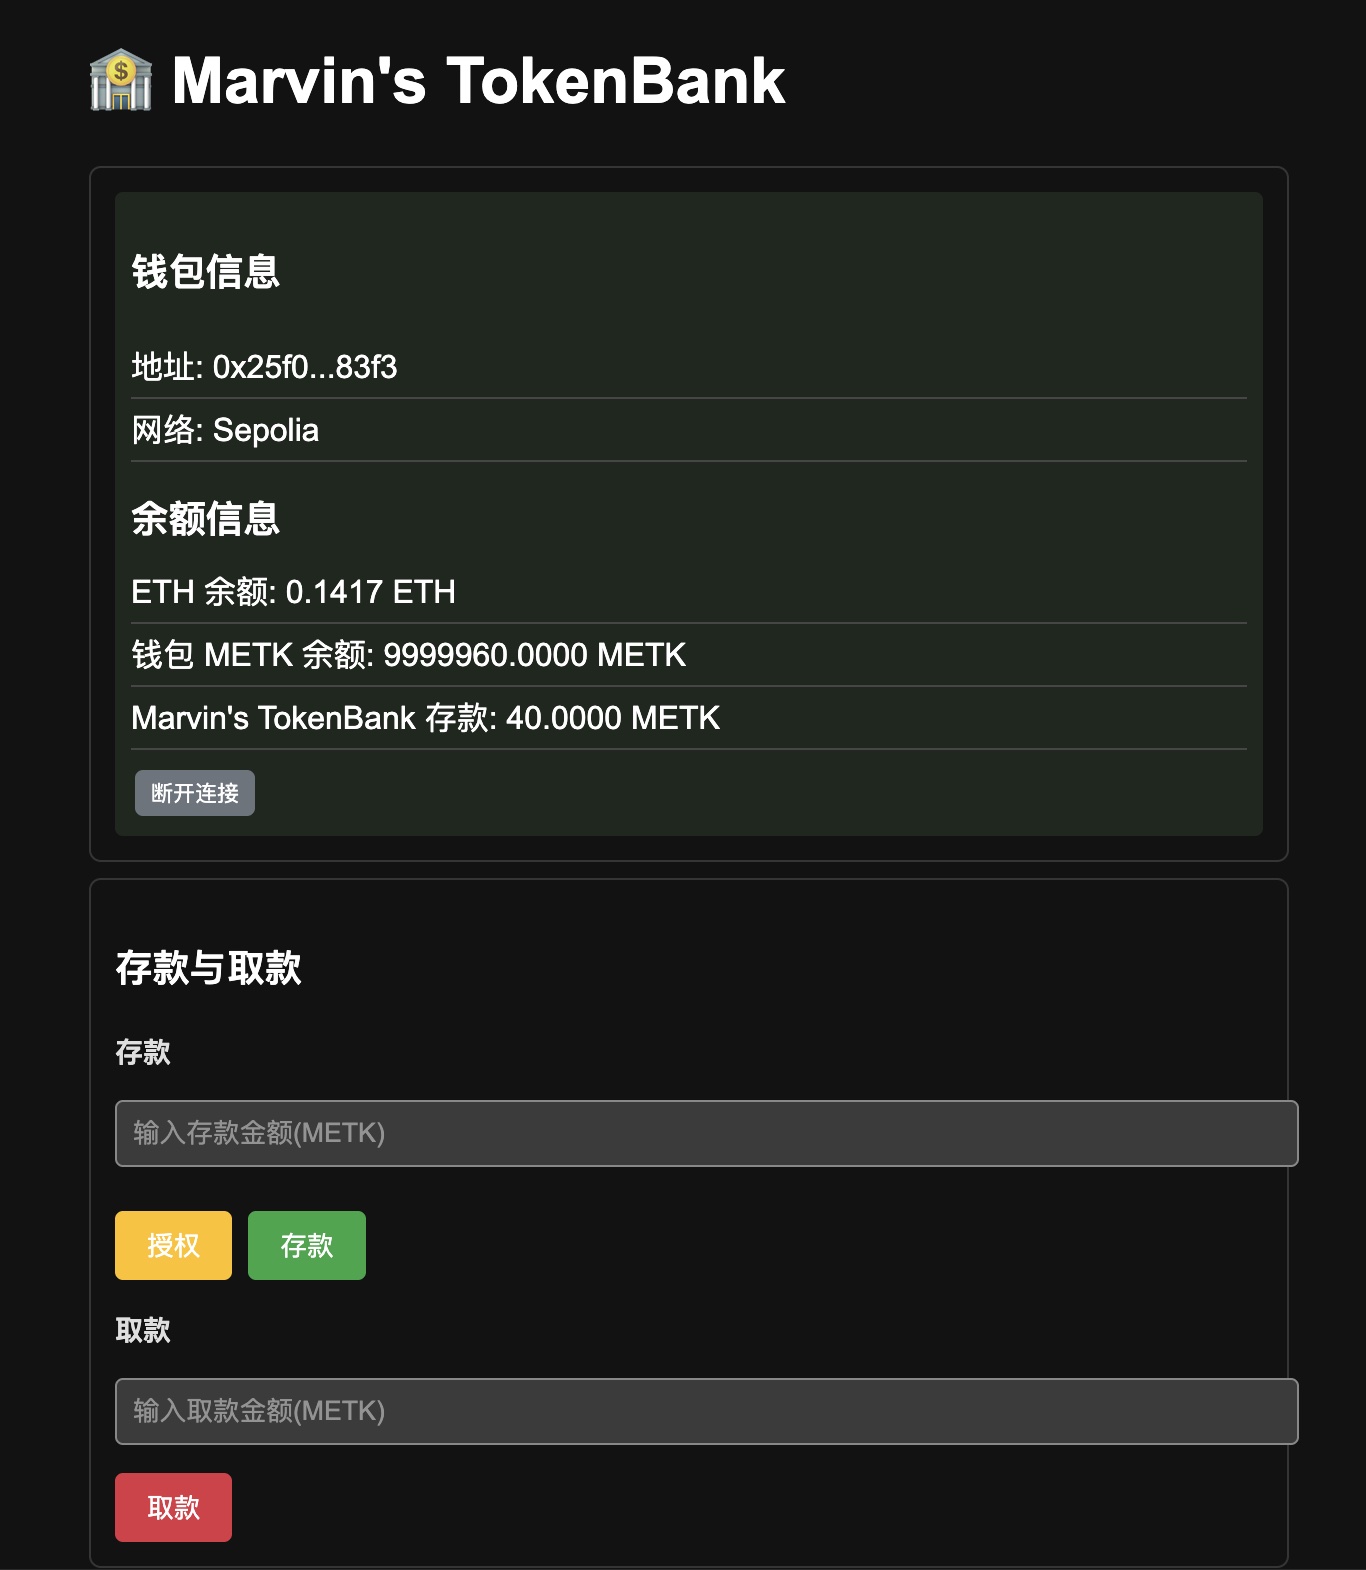 Marvin's TokenBank
钱包信息
地址: 0x25f0...83f3
网络: Sepolia
余额信息
ETH 余额: 0.1417 ETH
钱包 METK 余额: 9999960.0000 METK
Marvin's TokenBank 存款: 40.0000 METK
断开连接
存款与取款
存款
输入存款金额(METK)
授权 存款
取款
输入取款金额(METK)
取款